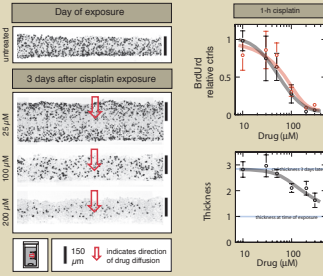 Day of exposure
untreated
3 days after cisplatin exposure
25 µM
100 µM
200 µM
150
µm
indicates direction
of drug diffusion
1-h cisplatin
BrdUrd
relative ctrls
1
0.5
0
10
100
Drug (µM)
Thickness
3
2
1
0
thickness 3 days later
thickness at time of exposure
10
100
Drug (µM)